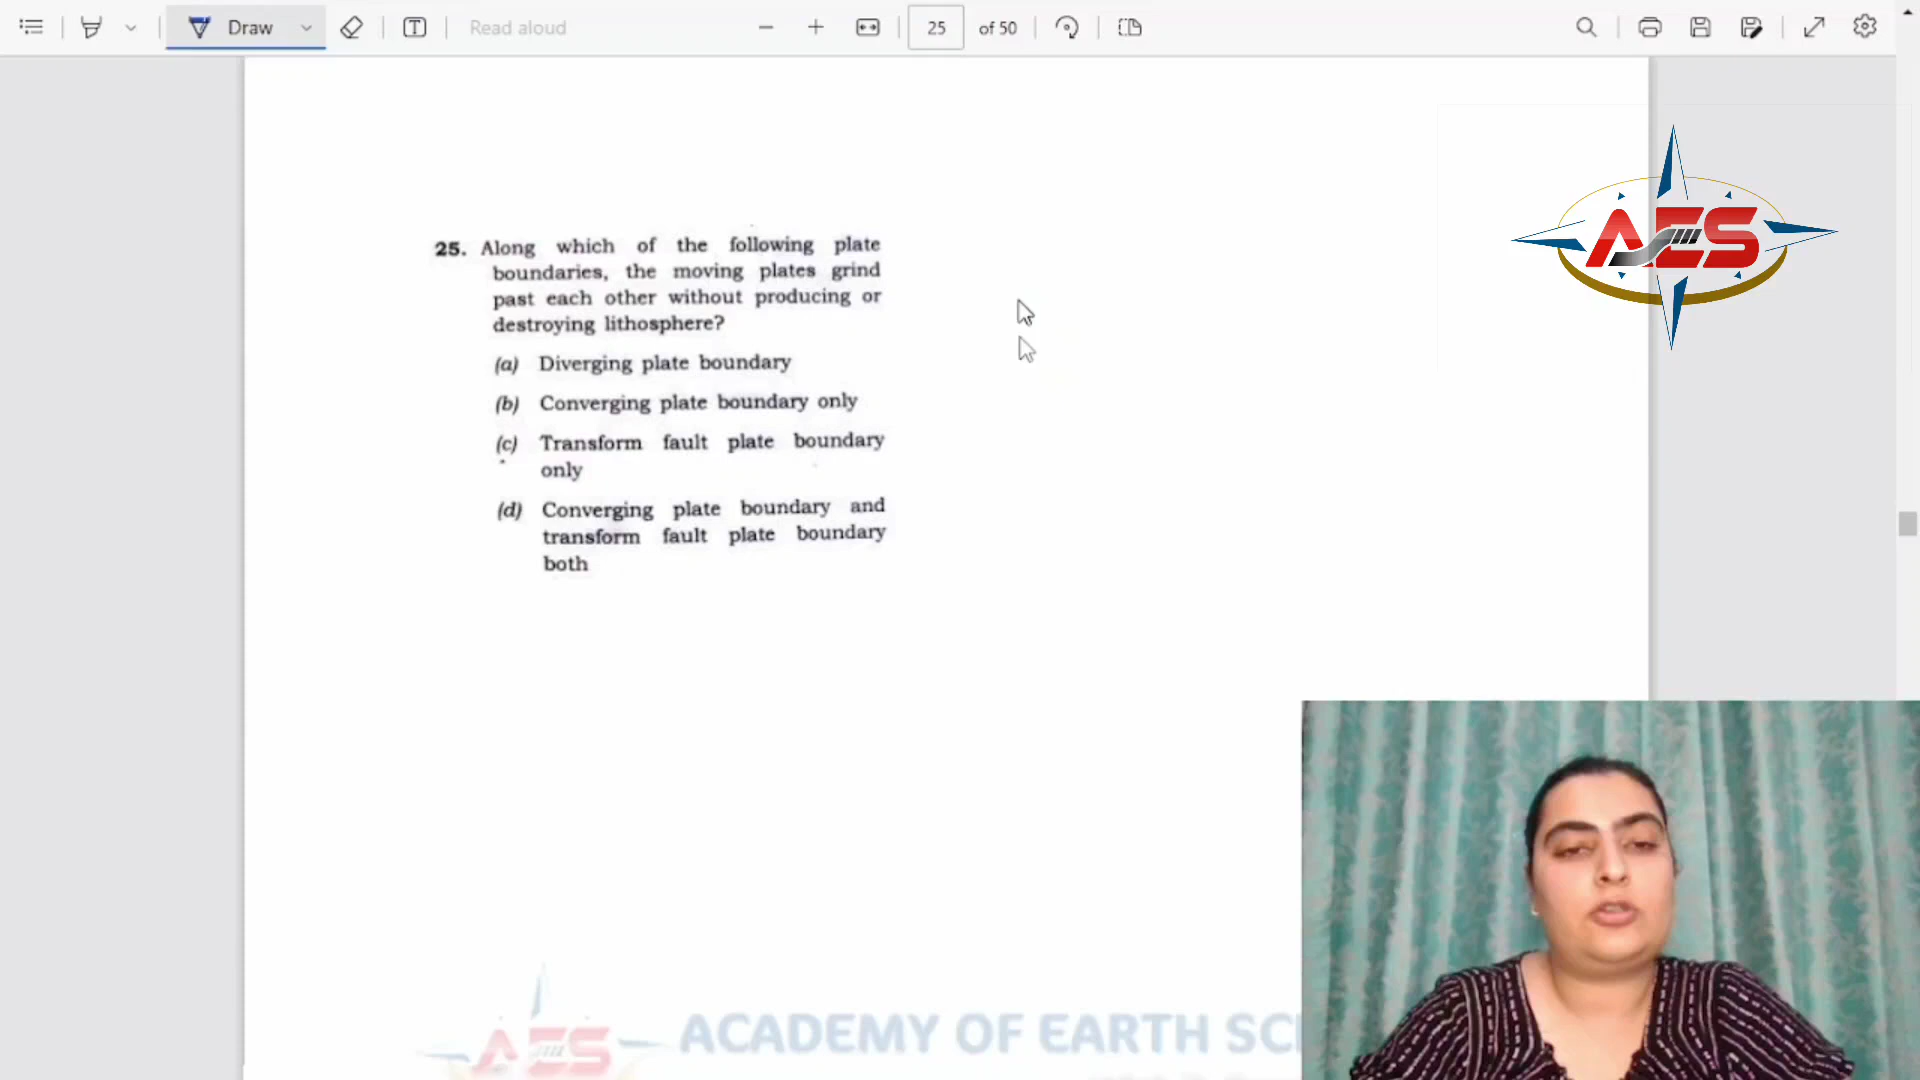 Draw
Read aloud
25
of 50
AES
25. Along which of the following plate
boundaries, the moving plates grind
past each other without producing or
destroying lithosphere?
(a) Diverging plate boundary
(b) Converging plate boundary only
(c) Transform fault plate boundary
only
(d) Converging plate boundary and
transform fault plate boundary
both
AES
ACADEMY OF EARTH SC